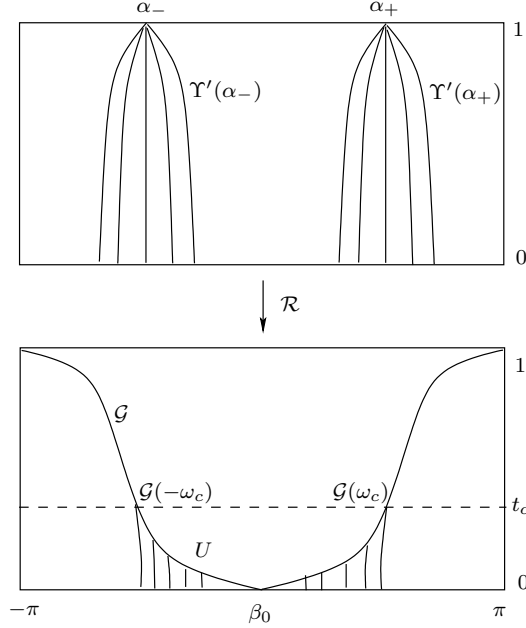 α₋ α₊
1
Υ′(α₋) Υ′(α₊)
0
ℛ
1
𝒢
𝒢(−ω_c) 𝒢(ω_c)
t_c
U
0
−π β₀ π